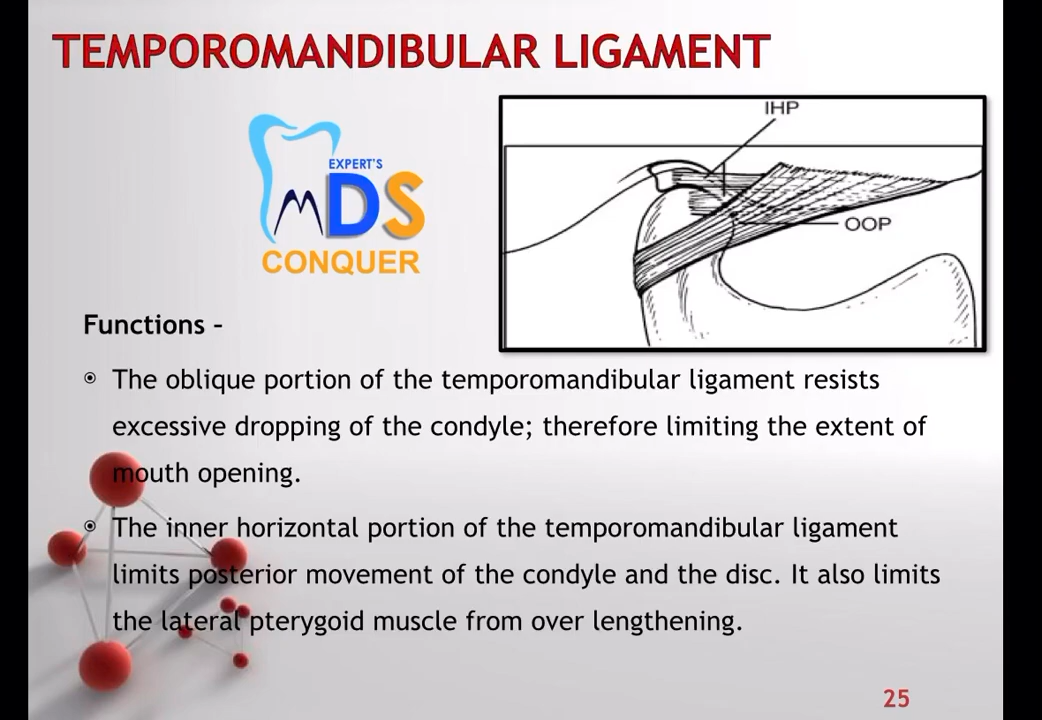 TEMPOROMANDIBULAR LIGAMENT
IHP
OOP
EXPERT'S
MDS
CONQUER
Functions –
The oblique portion of the temporomandibular ligament resists
excessive dropping of the condyle; therefore limiting the extent of
mouth opening.
The inner horizontal portion of the temporomandibular ligament
limits posterior movement of the condyle and the disc. It also limits
the lateral pterygoid muscle from over lengthening.
25